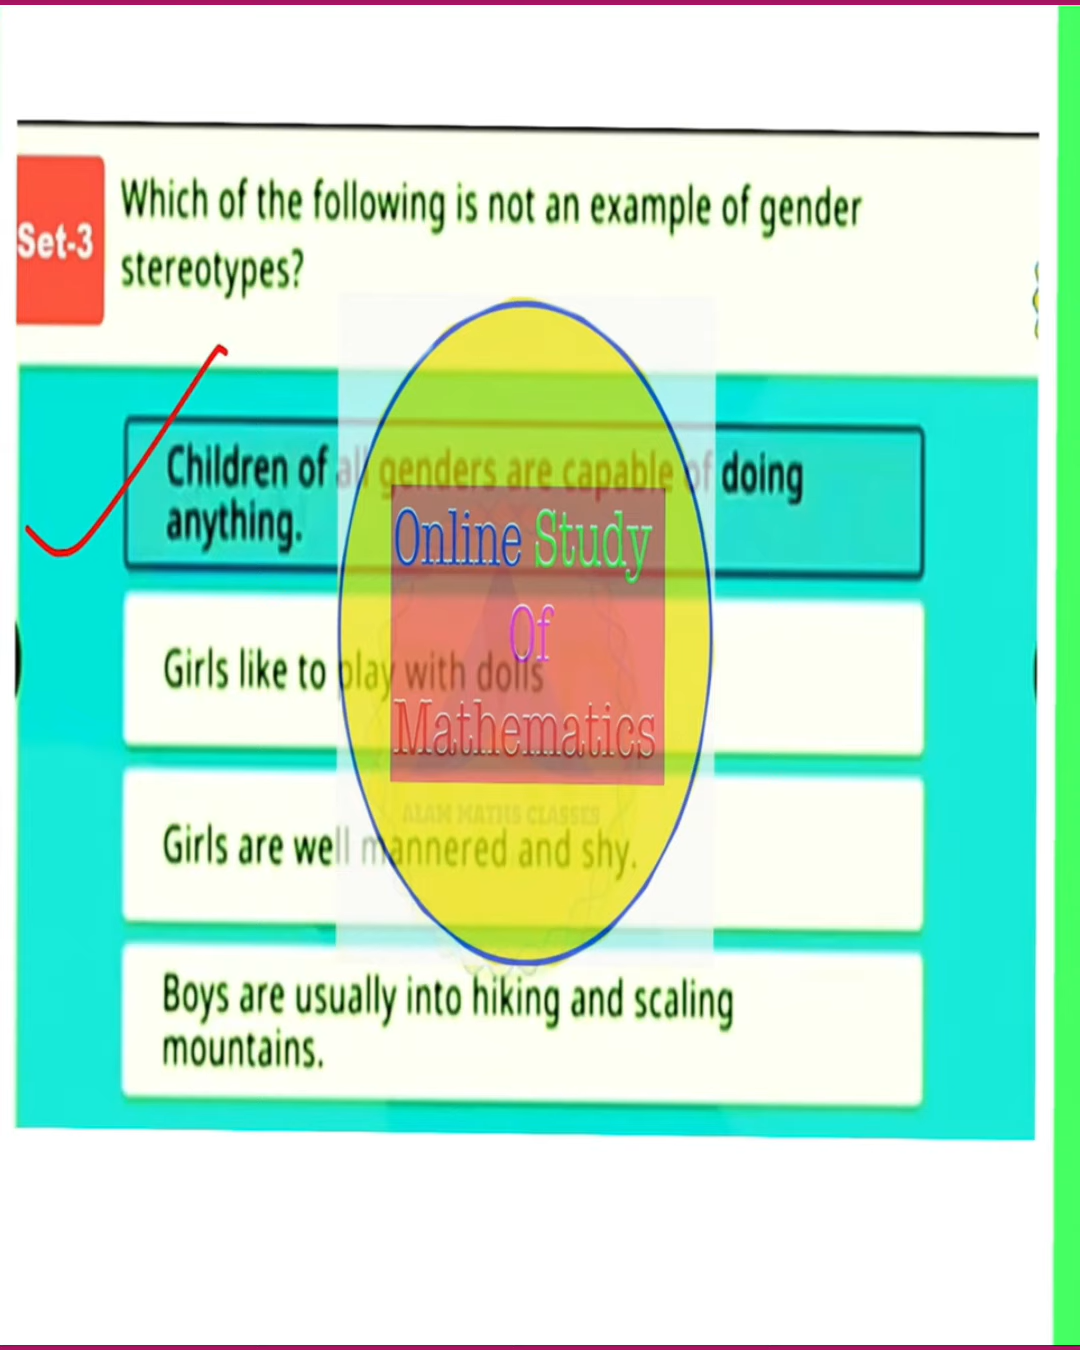 Set-3
Which of the following is not an example of gender
stereotypes?
Children of all genders are capable of doing
anything.
Online Study
Of
Mathematics
Girls like to play with dolls
ALAM MATHS CLASSES
Girls are well mannered and shy.
Boys are usually into hiking and scaling
mountains.